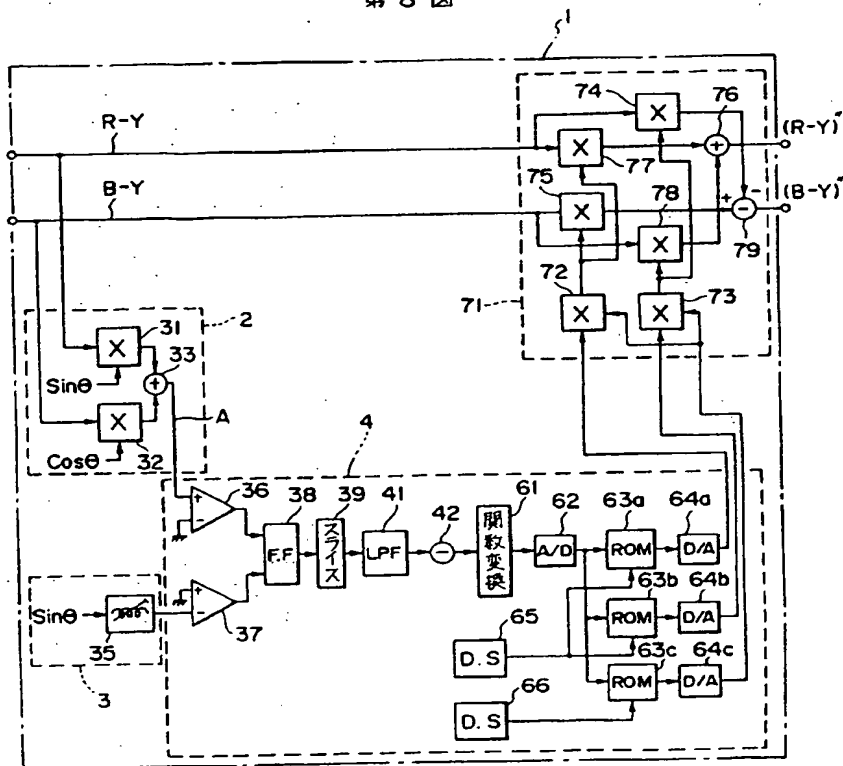 第8図
1
R-Y
B-Y
74
76
(R-Y)"
77
75
78
(B-Y)"
+
-
79
72
73
71
2
31
33
Sinθ
A
32
Cosθ
4
36
38
39
41
42
61
62
63a
64a
F.F
スライス
LPF
関数変換
A/D
ROM
D/A
37
63b
64b
ROM
D/A
Sinθ
35
3
65
D.S
63c
64c
ROM
D/A
66
D.S